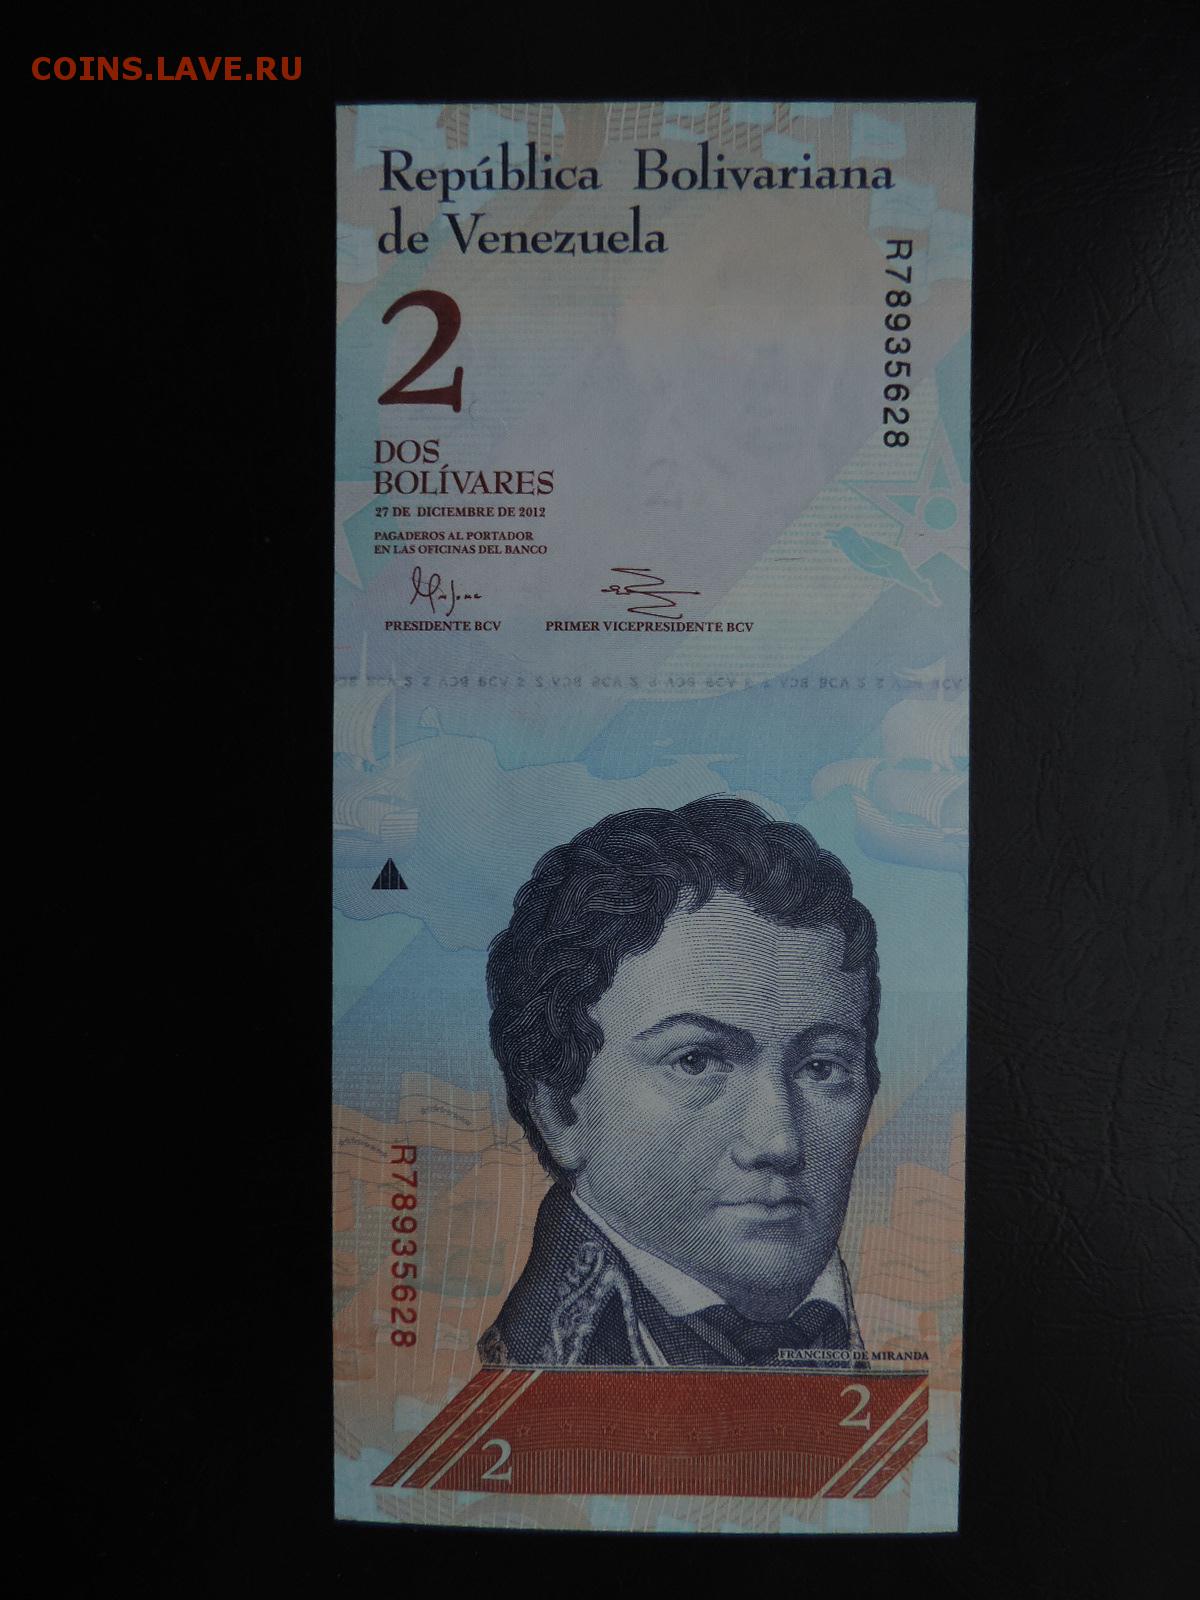 COINS.LAVE.RU
República Bolivariana
de Venezuela
R78935628
2
DOS
BOLÍVARES
27 DE DICIEMBRE DE 2012
PAGADEROS AL PORTADOR
EN LAS OFICINAS DEL BANCO
PRESIDENTE BCV
PRIMER VICEPRESIDENTE BCV
R78935628
FRANCISCO DE MIRANDA
2
2